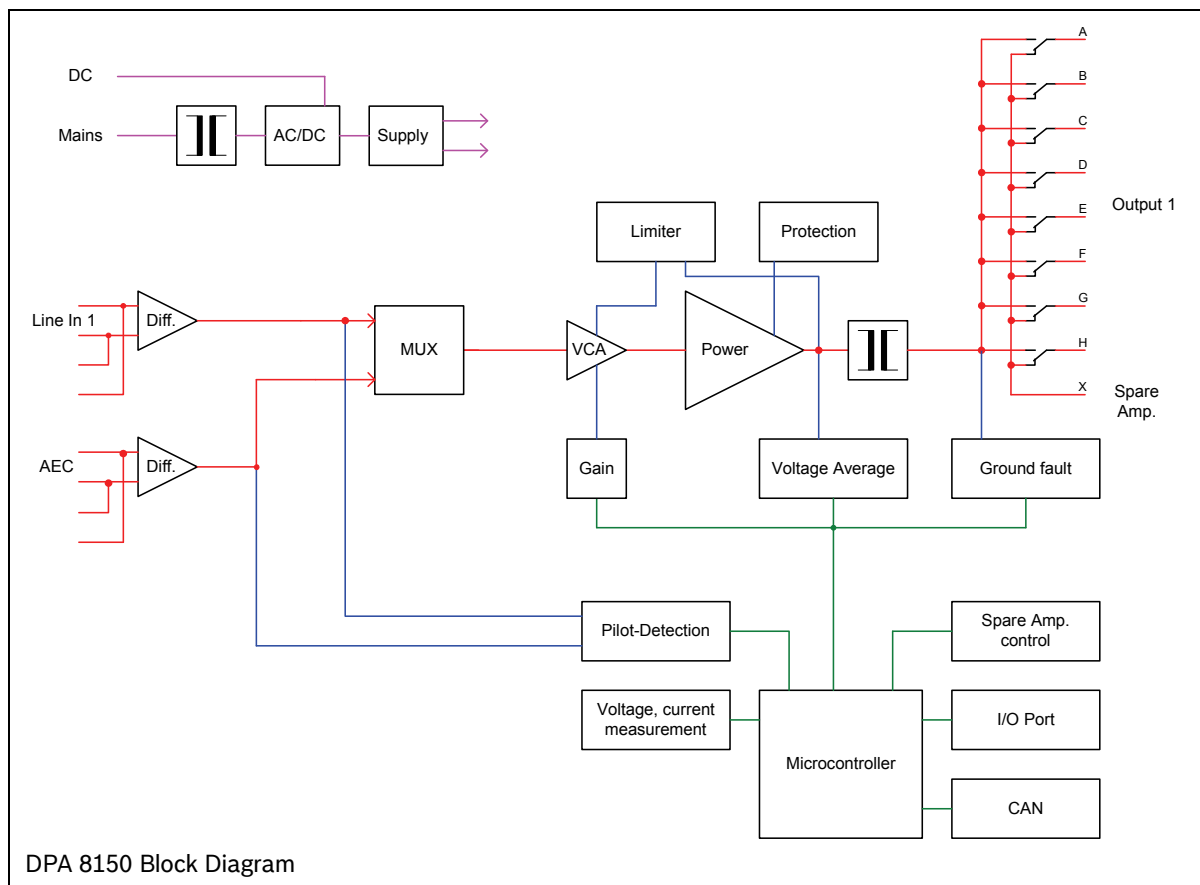 DC
Mains
AC/DC
Supply
A
B
C
D
E
F
G
H
X
Output 1
Spare
Amp.
Limiter
Protection
Line In 1
Diff.
MUX
VCA
Power
AEC
Diff.
Gain
Voltage Average
Ground fault
Pilot-Detection
Spare Amp.
control
Voltage, current
measurement
Microcontroller
I/O Port
CAN
DPA 8150 Block Diagram